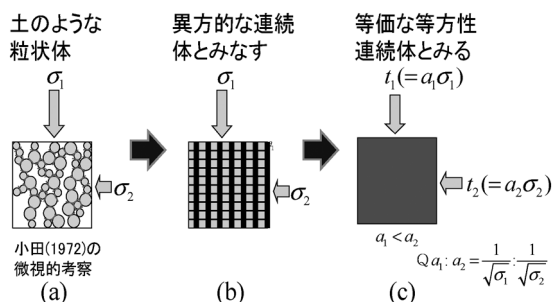 土のような
粒状体
σ₁
σ₂
小田(1972)の
微視的考察
(a)
異方的な連続
体とみなす
σ₁
σ₂
(b)
等価な等方性
連続体とみる
t₁(=a₁σ₁)
t₂(=a₂σ₂)
a₁<a₂
Q a₁:a₂=1/√σ₁:1/√σ₂
(c)